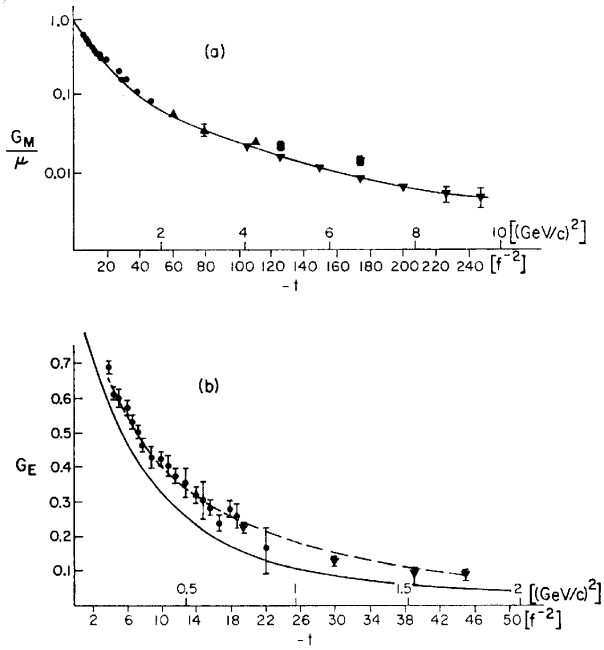 (a)
G_M
μ
1.0
0.1
0.01
2 4 6 8 10 [(GeV/c)²]
20 40 60 80 100 120 140 160 180 200 220 240 [f⁻²]
-t
(b)
G_E
0.7
0.6
0.5
0.4
0.3
0.2
0.1
0.5 1 1.5 2 [(GeV/c)²]
2 6 10 14 18 22 26 30 34 38 42 46 50 [f⁻²]
-t